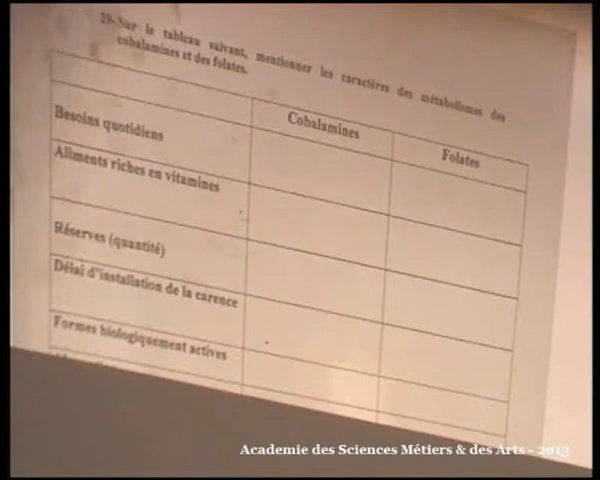 29-Sur le tableau suivant, mentionner les caractères des métabolismes des
cobalamines et des folates.
Cobalamines
Folates
Besoins quotidiens
Aliments riches en vitamines
Réserves (quantité)
Délai d'installation de la carence
Formes biologiquement actives
Academie des Sciences Métiers & des Arts - 2013